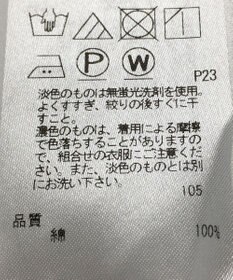 P W
P23
淡色のものは無蛍光洗剤を使用。
よくすすぎ、絞りの後すぐに干
すこと。
濃色のものは、着用による摩擦
で色落ちすることがありますの
で、組合せの衣服にご注意くだ
さい。また、淡色のものとは別
にお洗い下さい。
105
品質
綿 100%